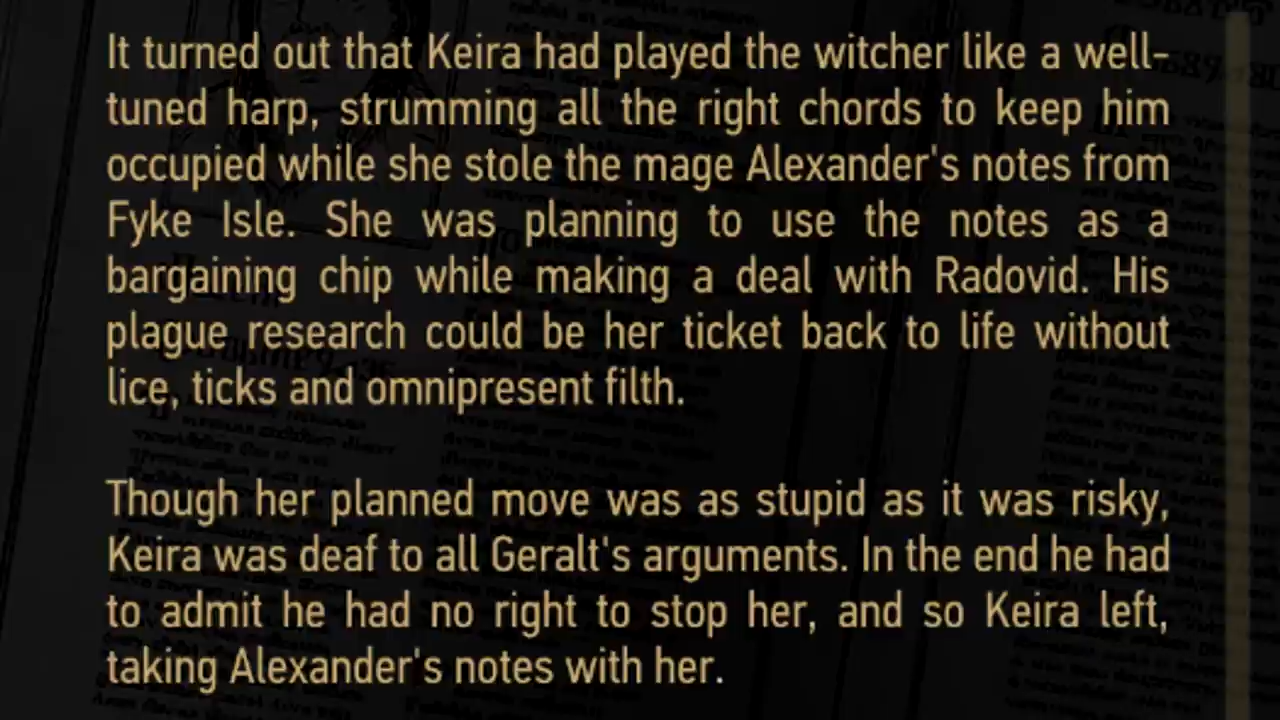 It turned out that Keira had played the witcher like a well-
tuned harp, strumming all the right chords to keep him
occupied while she stole the mage Alexander's notes from
Fyke Isle. She was planning to use the notes as a
bargaining chip while making a deal with Radovid. His
plague research could be her ticket back to life without
lice, ticks and omnipresent filth.
Though her planned move was as stupid as it was risky,
Keira was deaf to all Geralt's arguments. In the end he had
to admit he had no right to stop her, and so Keira left,
taking Alexander's notes with her.